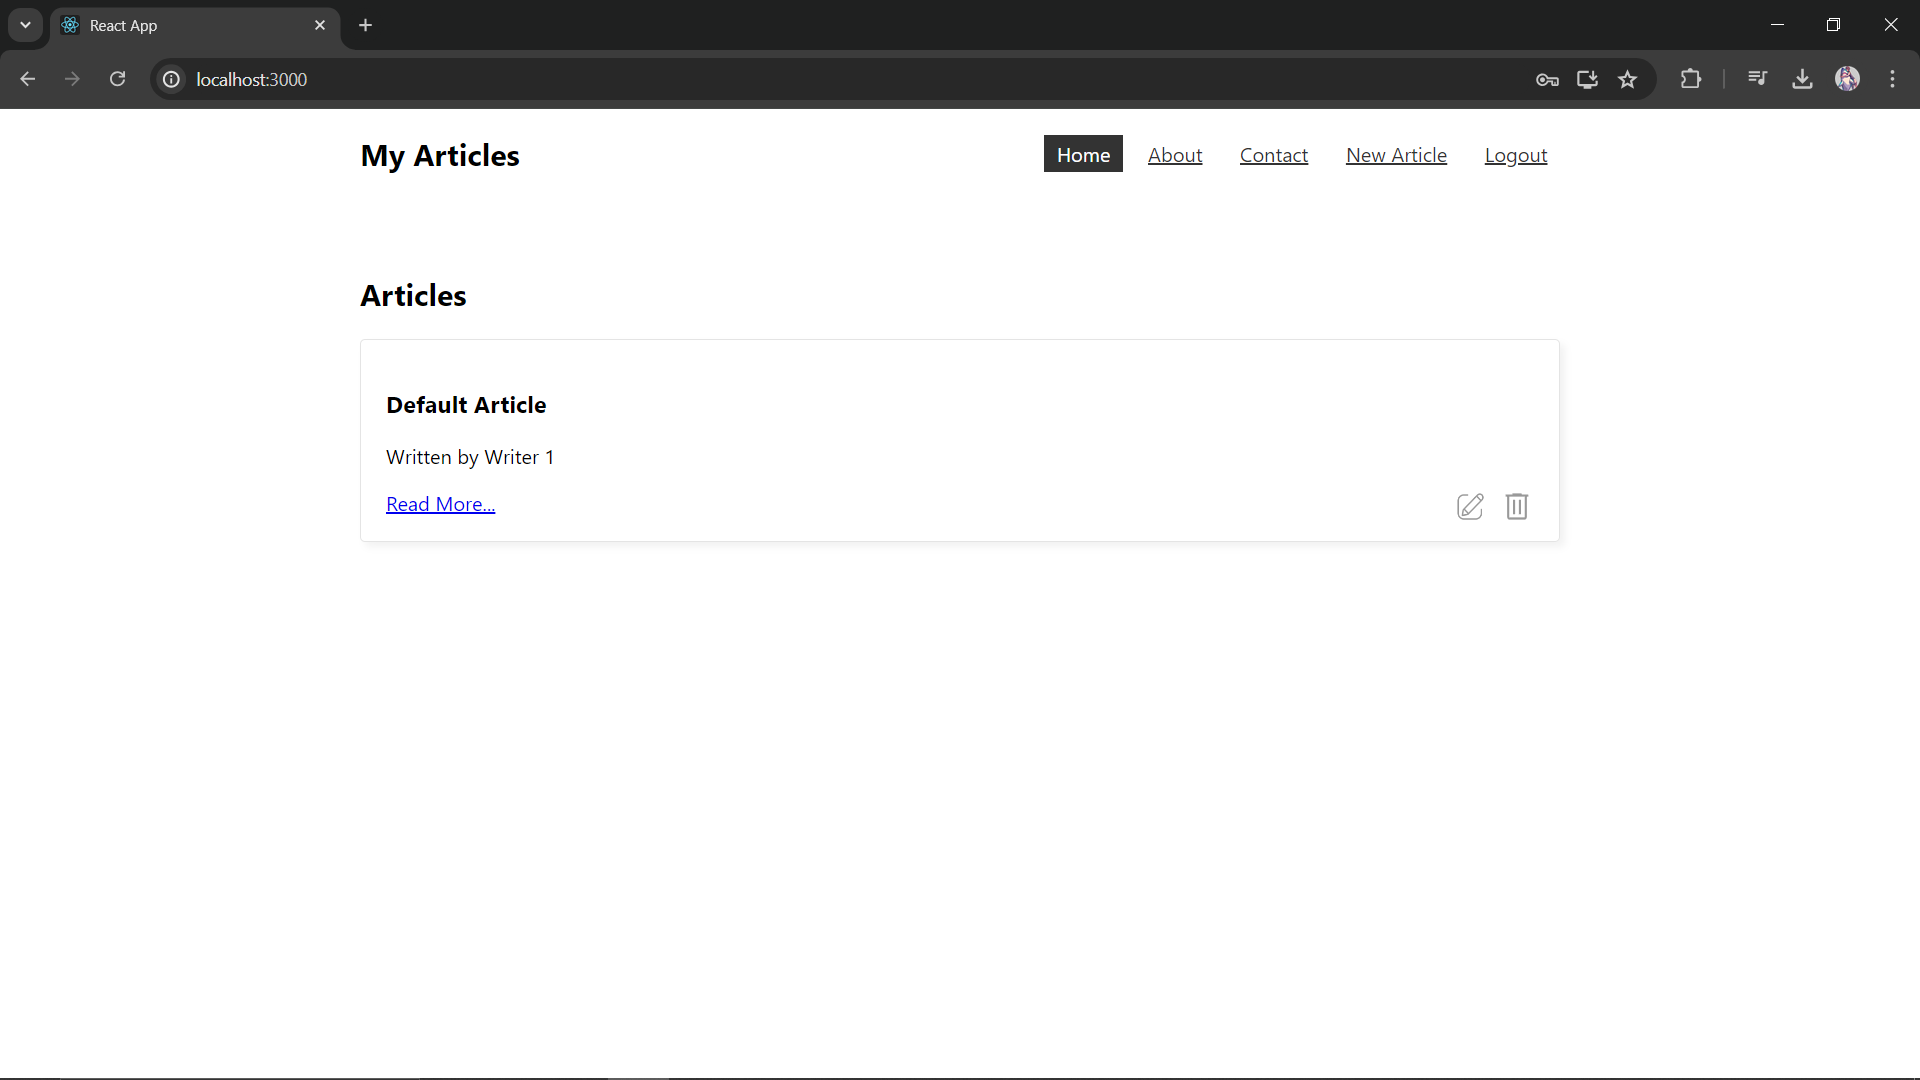 React App
localhost:3000
My Articles
Home About Contact New Article Logout
Articles
Default Article
Written by Writer 1
Read More...